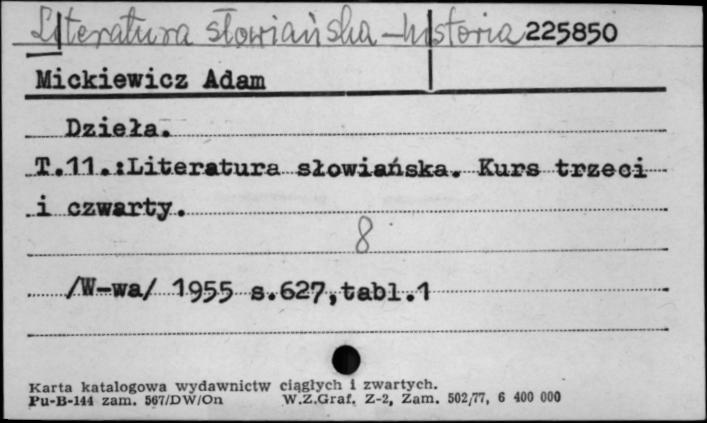 Literatura słowiańska - historia 225850
Mickiewicz Adam
Dzieła.
T.11.:Literatura słowiańska. Kurs trzeci
i czwarty.
8
/W-wa/ 1955 s.627,tabl.1
Karta katalogowa wydawnictw ciągłych i zwartych.
Pu-B-144 zam. 567/DW/On W.Z.Graf. Z-2, Zam. 502/77, 6 400 000